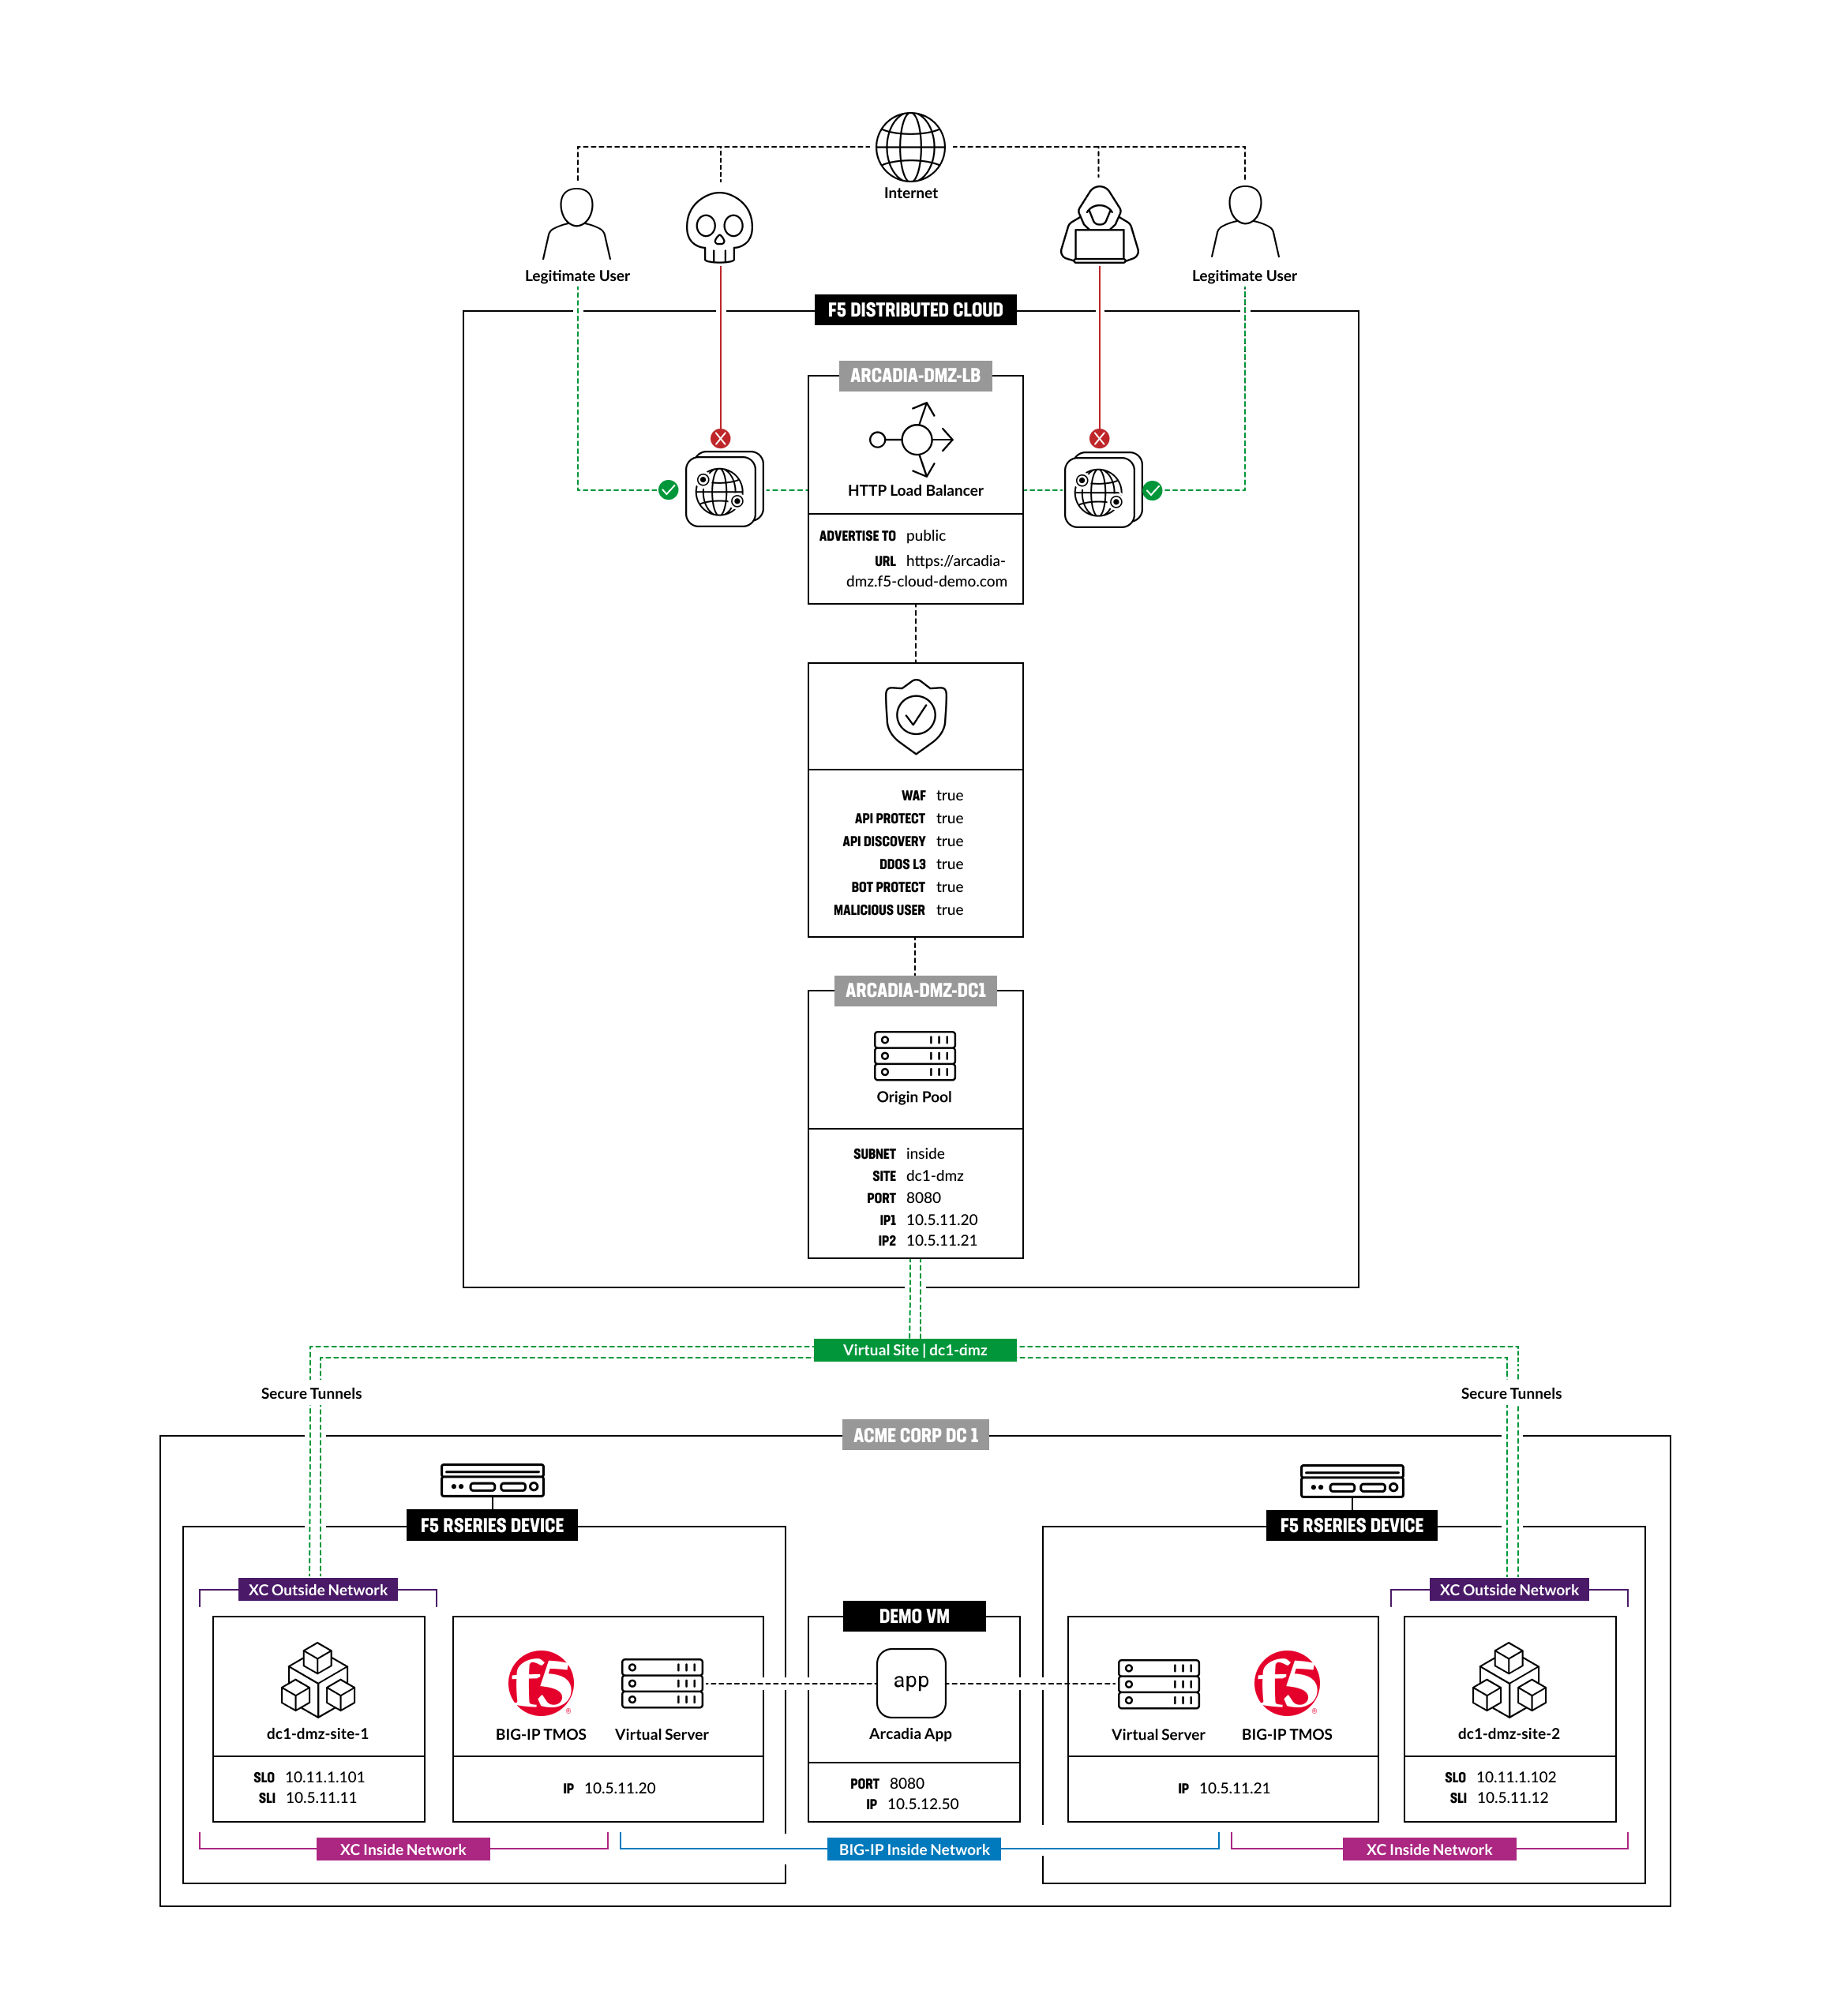 Internet
Legitimate User
Legitimate User
F5 DISTRIBUTED CLOUD
ARCADIA-DMZ-LB
HTTP Load Balancer
ADVERTISE TO public
URL https://arcadia-
dmz.f5-cloud-demo.com
WAF true
API PROTECT true
API DISCOVERY true
DDOS L3 true
BOT PROTECT true
MALICIOUS USER true
ARCADIA-DMZ-DC1
Origin Pool
SUBNET inside
SITE dc1-dmz
PORT 8080
IP1 10.5.11.20
IP2 10.5.11.21
Virtual Site | dc1-dmz
Secure Tunnels
Secure Tunnels
ACME CORP DC 1
F5 RSERIES DEVICE
F5 RSERIES DEVICE
XC Outside Network
XC Outside Network
dc1-dmz-site-1
SLO 10.11.1.101
SLI 10.5.11.11
f5
®
BIG-IP TMOS
Virtual Server
IP 10.5.11.20
DEMO VM
app
Arcadia App
PORT 8080
IP 10.5.12.50
Virtual Server
f5
®
BIG-IP TMOS
IP 10.5.11.21
dc1-dmz-site-2
SLO 10.11.1.102
SLI 10.5.11.12
XC Inside Network
BIG-IP Inside Network
XC Inside Network